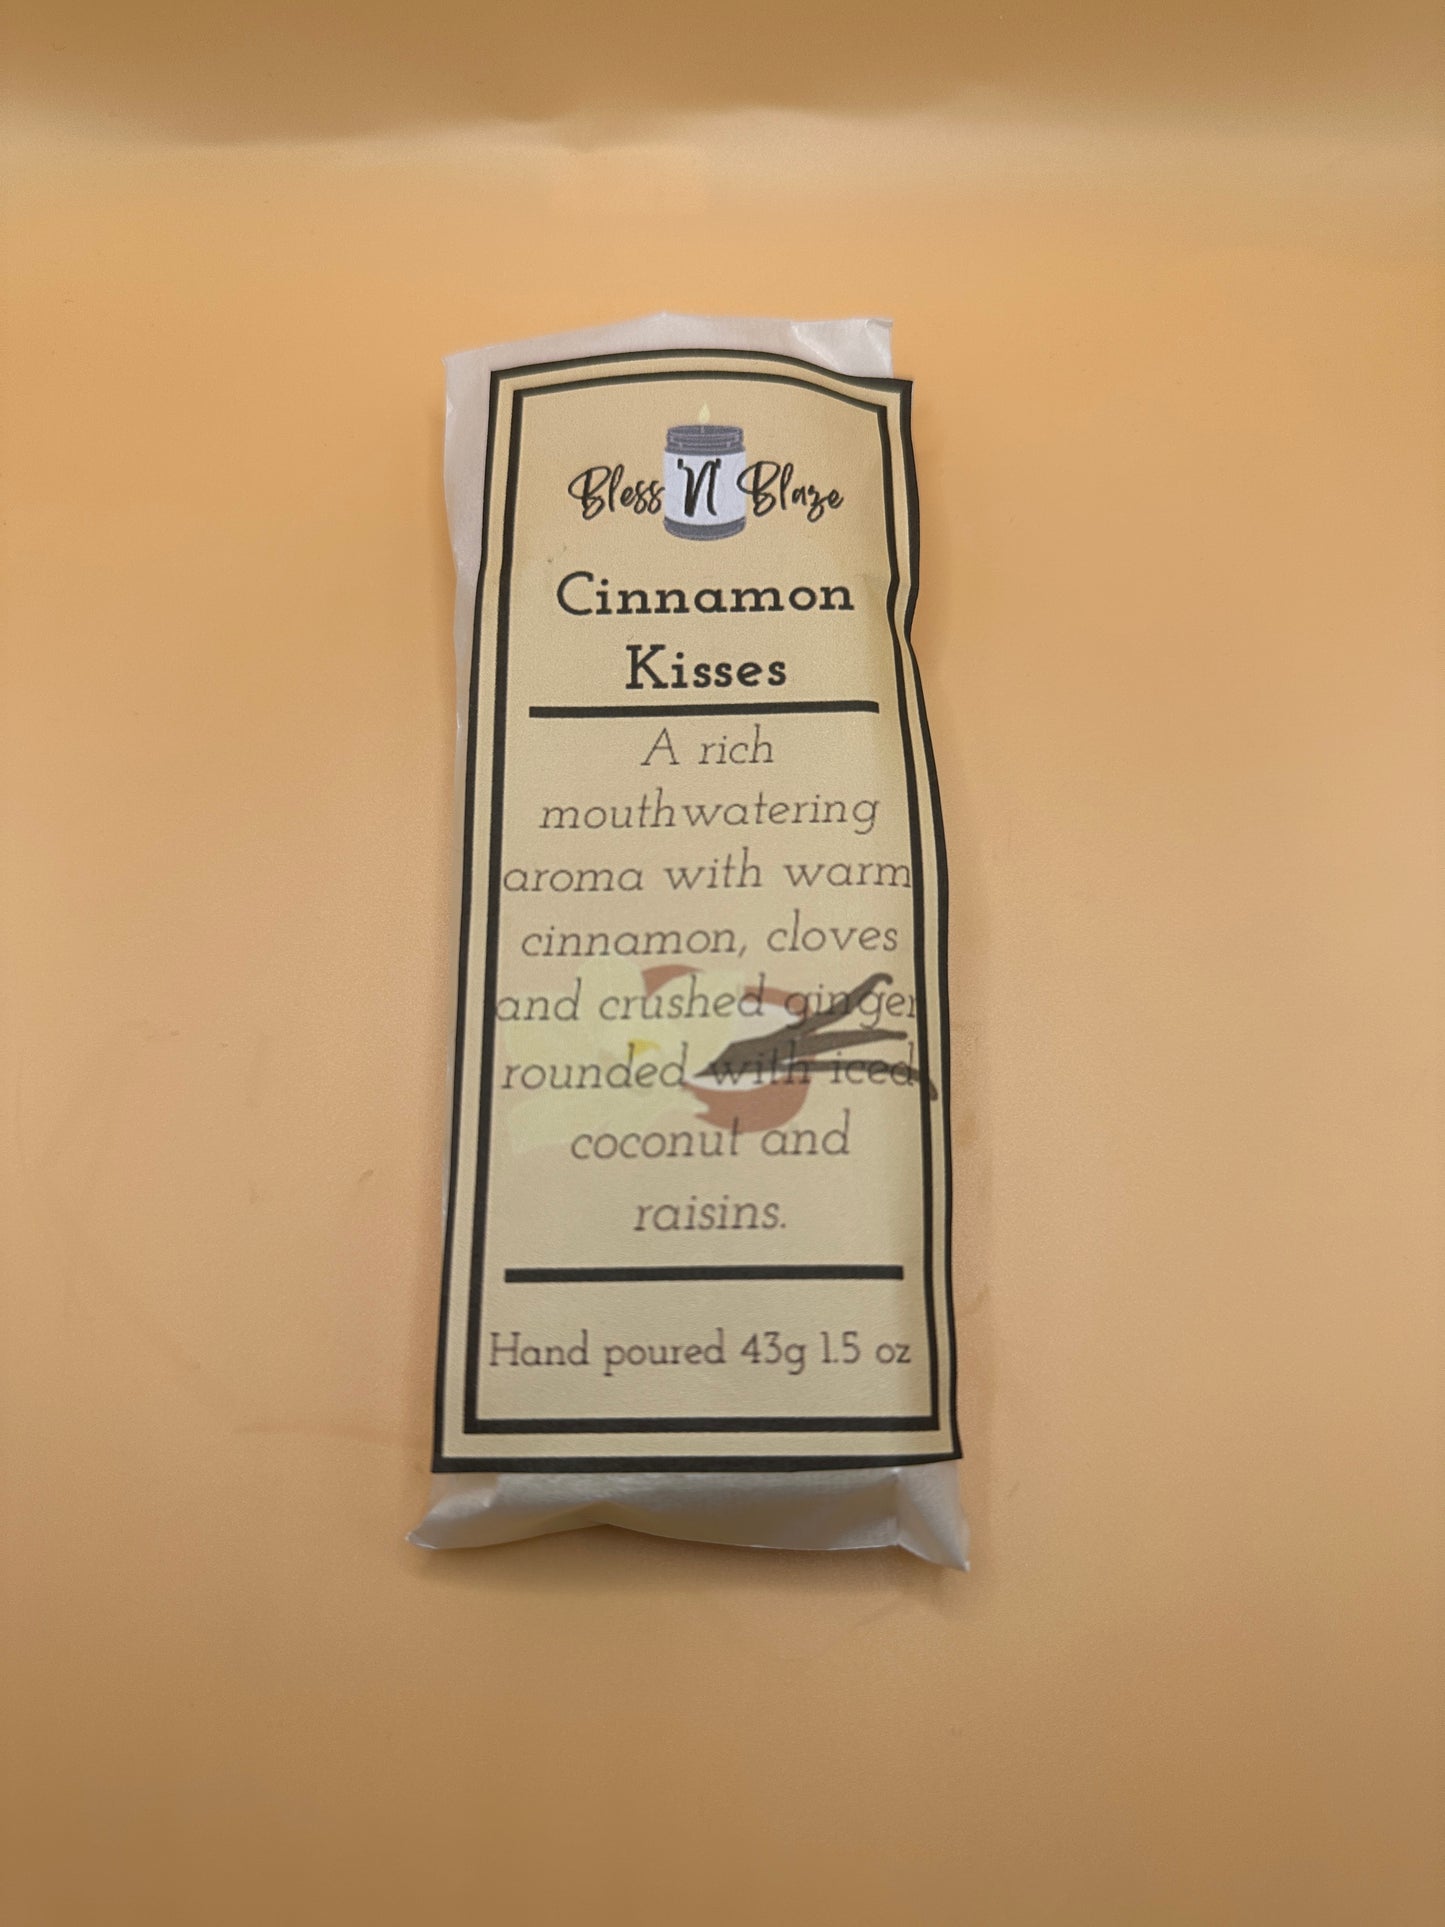 Bless 'N' Blaze
Cinnamon
Kisses
A rich
mouthwatering
aroma with warm
cinnamon, cloves
and crushed ginger
rounded with iced
coconut and
raisins.
Hand poured 43g 1.5 oz